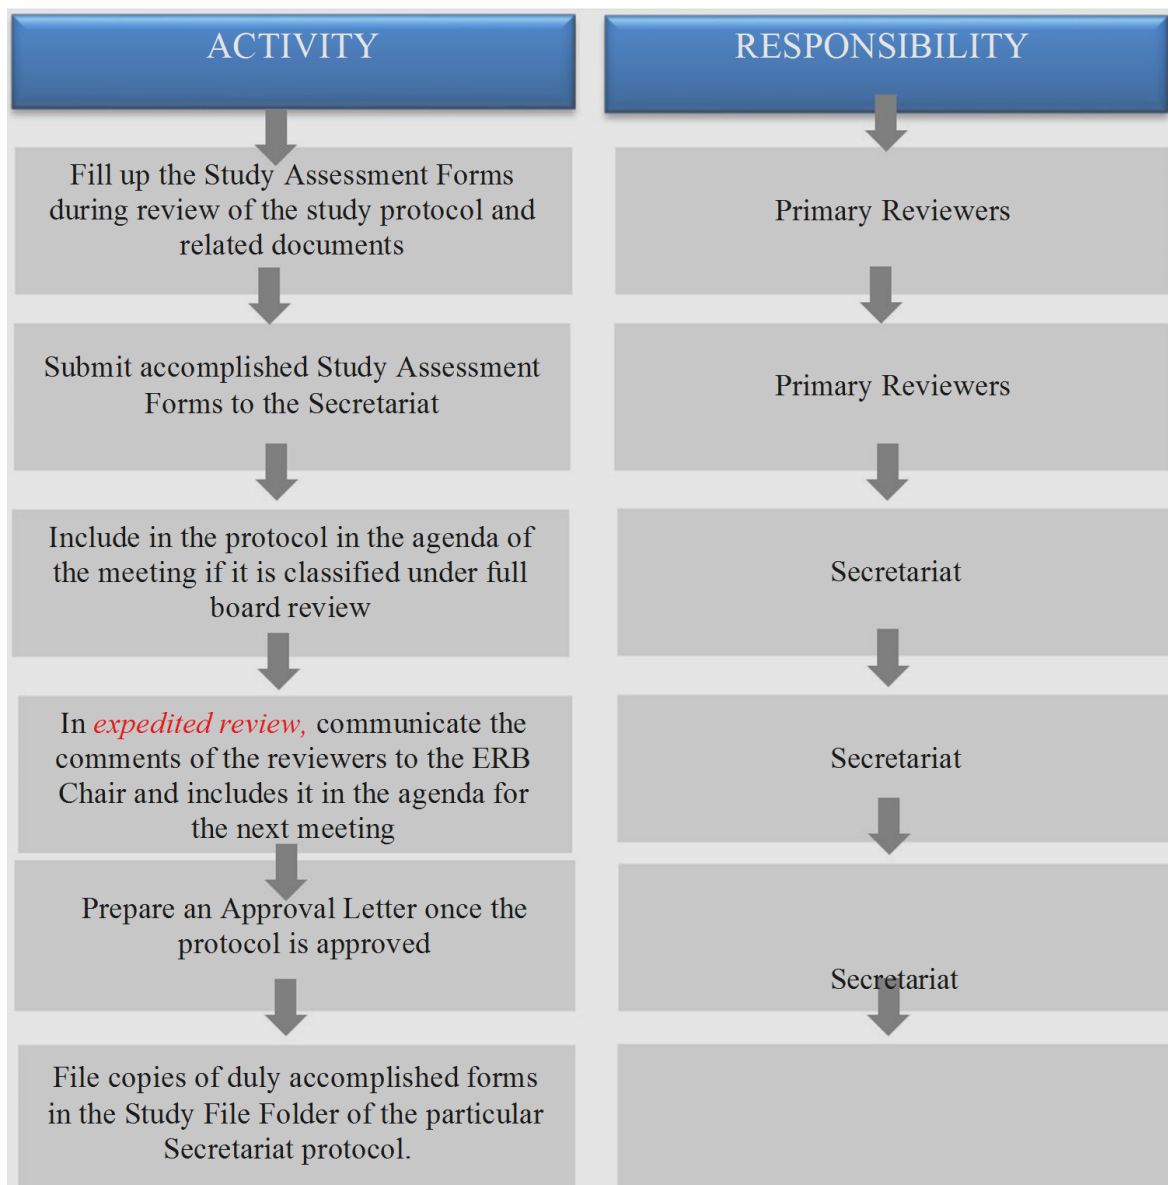 ACTIVITY
RESPONSIBILITY
Fill up the Study Assessment Forms
during review of the study protocol and
related documents
Primary Reviewers
Submit accomplished Study Assessment
Forms to the Secretariat
Primary Reviewers
Include in the protocol in the agenda of
the meeting if it is classified under full
board review
Secretariat
In expedited review, communicate the
comments of the reviewers to the ERB
Chair and includes it in the agenda for
the next meeting
Secretariat
Prepare an Approval Letter once the
protocol is approved
Secretariat
File copies of duly accomplished forms
in the Study File Folder of the particular
Secretariat protocol.